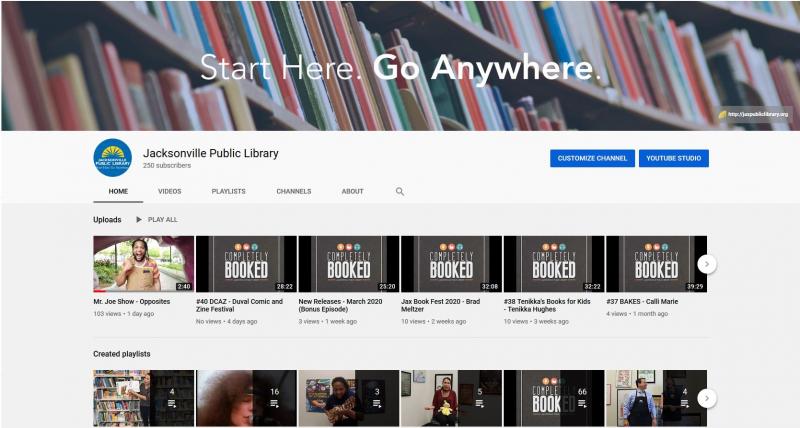 Start Here. Go Anywhere.
http://jaxpubliclibrary.org
JACKSONVILLE
PUBLIC LIBRARY
Jacksonville Public Library
250 subscribers
CUSTOMIZE CHANNEL
YOUTUBE STUDIO
HOME VIDEOS PLAYLISTS CHANNELS ABOUT
Uploads PLAY ALL
COMPLETELY BOOKED
COMPLETELY BOOKED
COMPLETELY BOOKED
COMPLETELY BOOKED
COMPLETELY BOOKED
2:40 28:22 25:20 32:08 32:22 39:29
Mr. Joe Show - Opposites
103 views • 1 day ago
#40 DCAZ - Duval Comic and
Zine Festival
No views • 4 days ago
New Releases - March 2020
(Bonus Episode)
3 views • 1 week ago
Jax Book Fest 2020 - Brad
Meltzer
10 views • 2 weeks ago
#38 Tenikka's Books for Kids
- Tenikka Hughes
10 views • 3 weeks ago
#37 BAKES - Calli Marie
4 views • 1 month ago
Created playlists
4 16 3 5 66 4